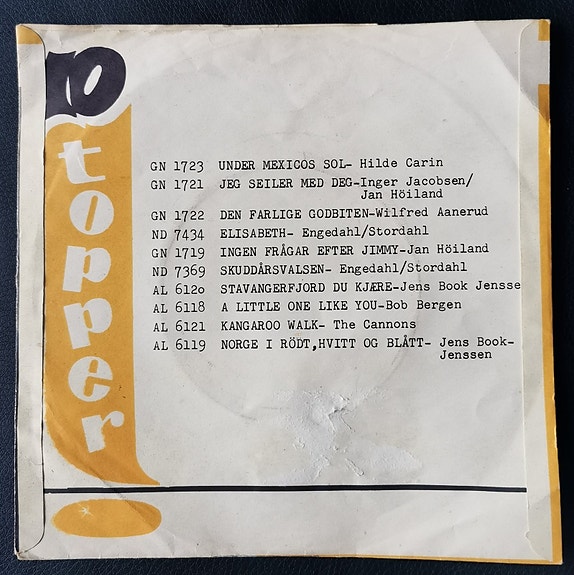 10 topper
GN 1723 UNDER MEXICOS SOL- Hilde Carin
GN 1721 JEG SEILER MED DEG-Inger Jacobsen/
Jan Höiland
GN 1722 DEN FARLIGE GODBITEN-Wilfred Aanerud
ND 7434 ELISABETH- Engedahl/Stordahl
GN 1719 INGEN FRÅGAR EFTER JIMMY-Jan Höiland
ND 7369 SKUDDÅRSVALSEN- Engedahl/Stordahl
AL 6120 STAVANGERFJORD DU KJÆRE-Jens Book Jensse
AL 6118 A LITTLE ONE LIKE YOU-Bob Bergen
AL 6121 KANGAROO WALK- The Cannons
AL 6119 NORGE I RÖDT,HVITT OG BLÅTT- Jens Book-
Jenssen